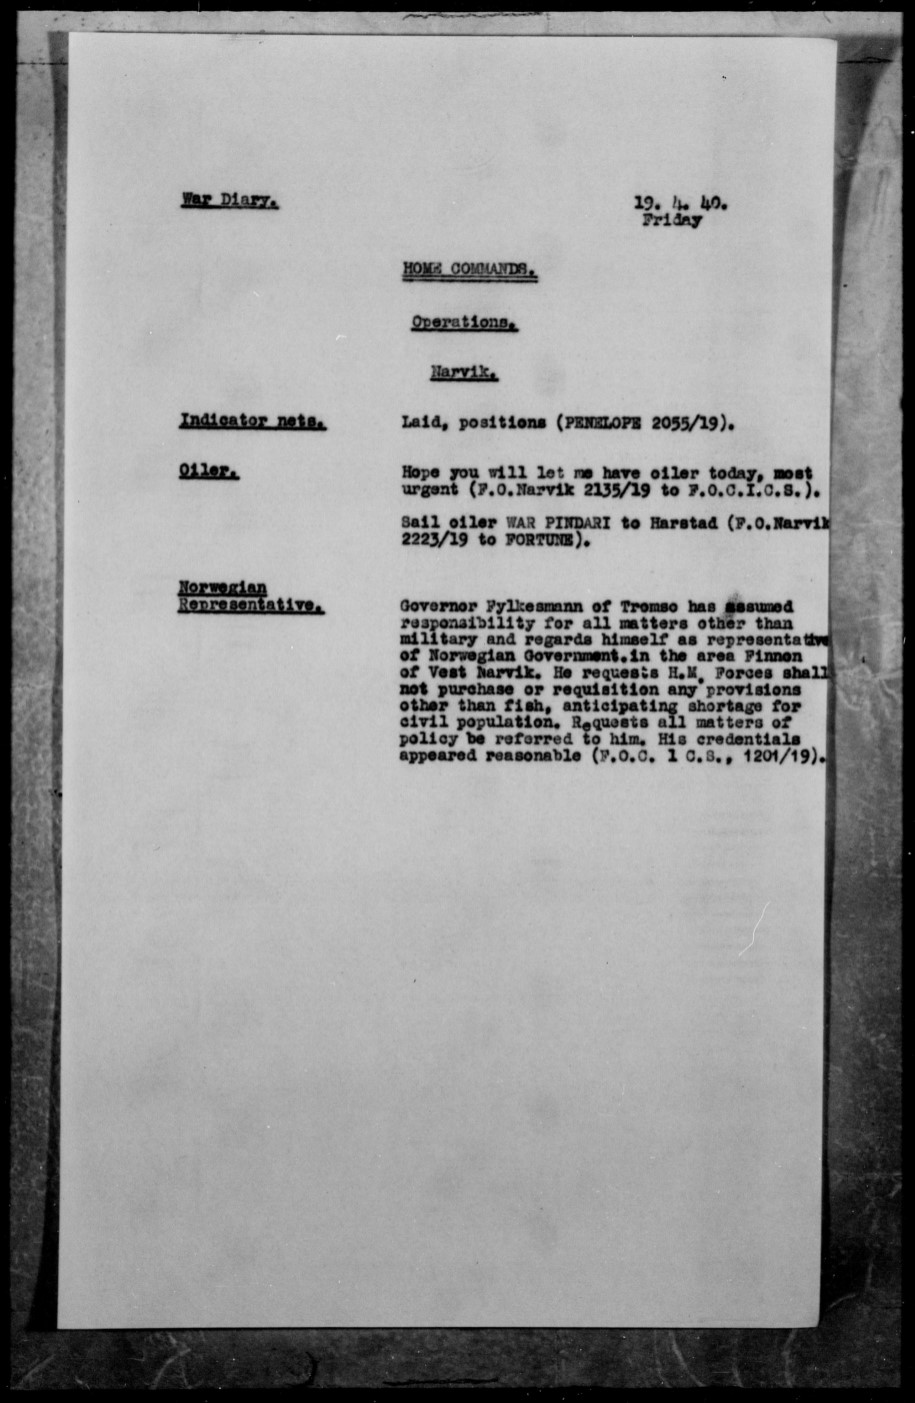 War Diary.
19. 4. 40.
Friday
HOME COMMANDS.
Operations.
Narvik.
Indicator nets.
Laid, positions (PENELOPE 2055/19).
Oiler.
Hope you will let me have oiler today, most
urgent (F.O.Narvik 2135/19 to F.O.C.1.C.S.).
Sail oiler WAR PINDARI to Harstad (F.O.Narvik
2223/19 to FORTUNE).
Norwegian
Representative.
Governor Fylkesmann of Tromso has assumed
responsibility for all matters other than
military and regards himself as representative
of Norwegian Government.in the area Finnen
of Vest Narvik. He requests H.M. Forces shall
not purchase or requisition any provisions
other than fish, anticipating shortage for
civil population. Requests all matters of
policy be referred to him. His credentials
appeared reasonable (F.O.C. 1 C.S., 1201/19).